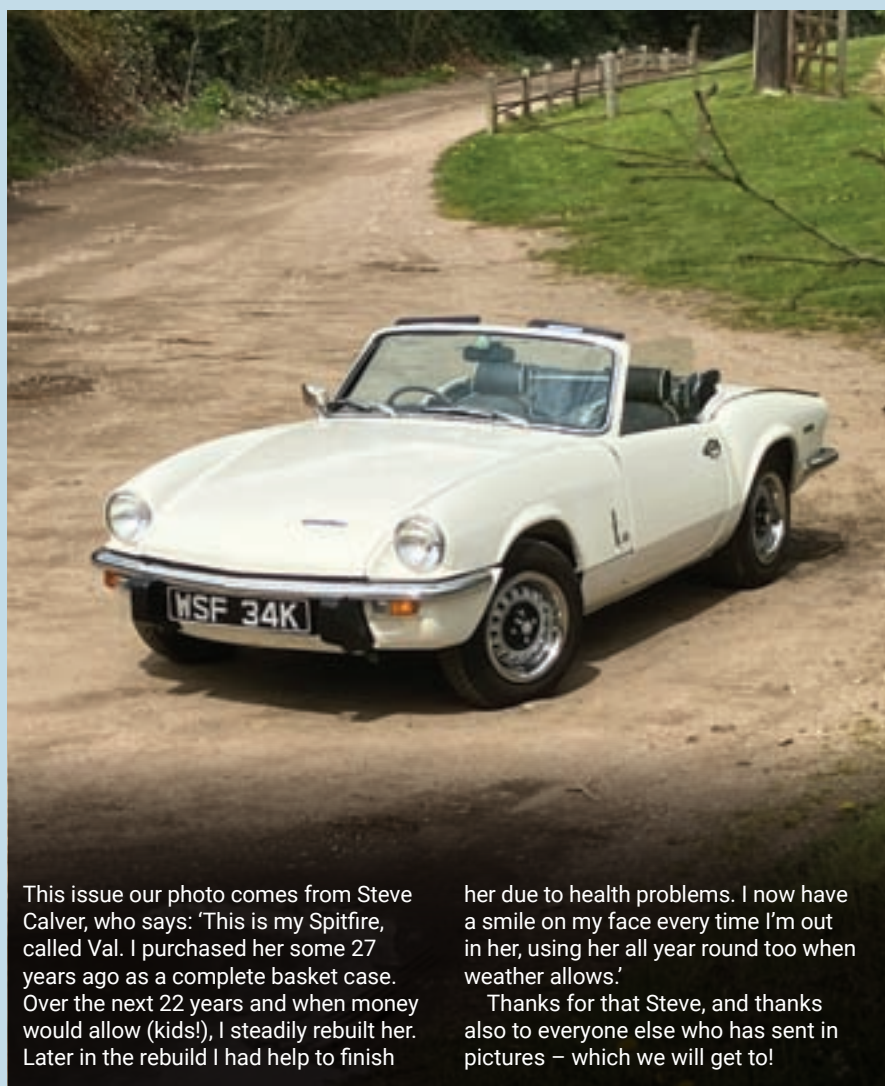 WSF 34K
This issue our photo comes from Steve
Calver, who says: ‘This is my Spitfire,
called Val. I purchased her some 27
years ago as a complete basket case.
Over the next 22 years and when money
would allow (kids!), I steadily rebuilt her.
Later in the rebuild I had help to finish
her due to health problems. I now have
a smile on my face every time I’m out
in her, using her all year round too when
weather allows.’
Thanks for that Steve, and thanks
also to everyone else who has sent in
pictures – which we will get to!